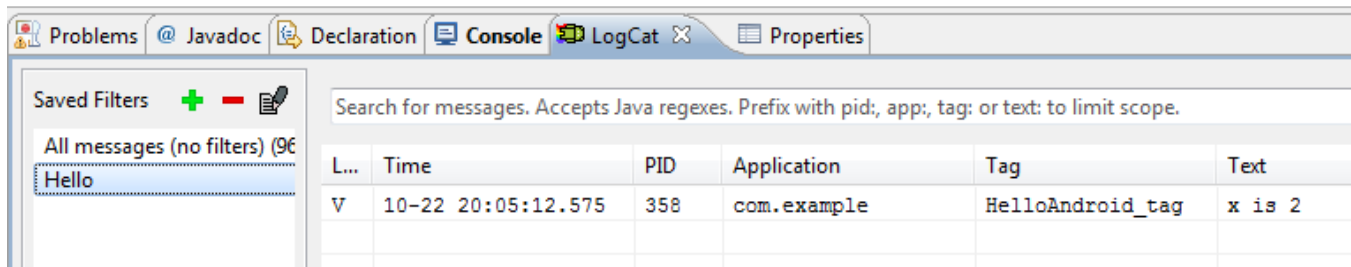 Problems @ Javadoc Declaration Console LogCat Properties
Saved Filters
Search for messages. Accepts Java regexes. Prefix with pid:, app:, tag: or text: to limit scope.
All messages (no filters) (96
Hello
L... Time PID Application Tag Text
V 10-22 20:05:12.575 358 com.example HelloAndroid_tag x is 2